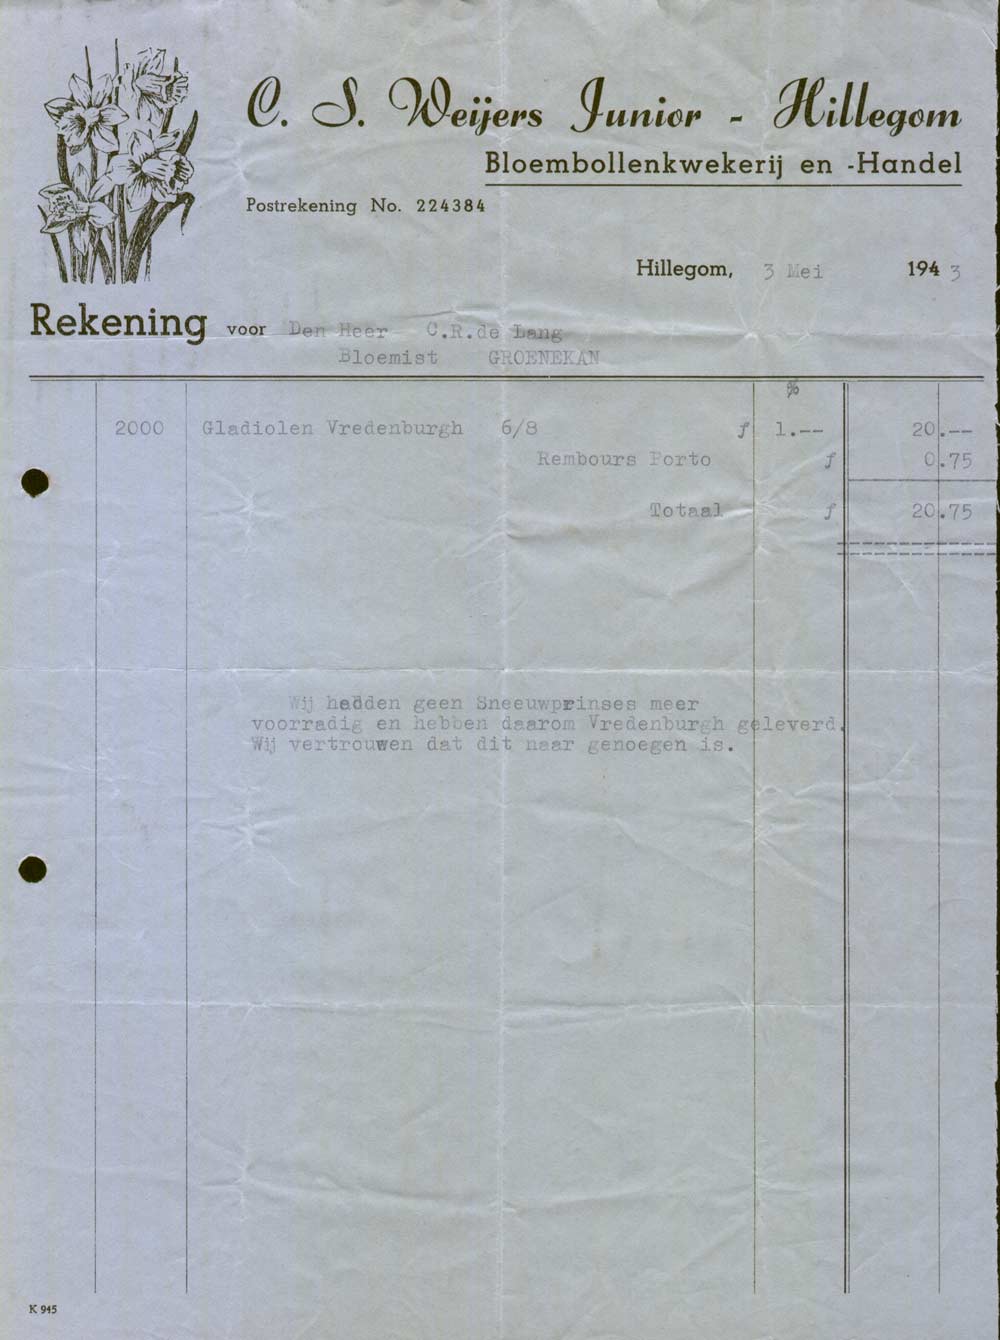 C. S. Weijers Junior - Hillegom
Bloembollenkwekerij en -Handel
Postrekening No. 224384
Hillegom, 3 Mei 1943
Rekening voor Den Heer C.R.de Lang
Bloemist GROENEKAN
%
2000 Gladiolen Vredenburgh 6/8 ƒ 1.-- 20.--
Rembours Porto ƒ 0.75
Totaal ƒ 20.75
Wij hadden geen Sneeuwprinses meer
voorradig en hebben daarom Vredenburgh geleverd.
Wij vertrouwen dat dit naar genoegen is.
K 945